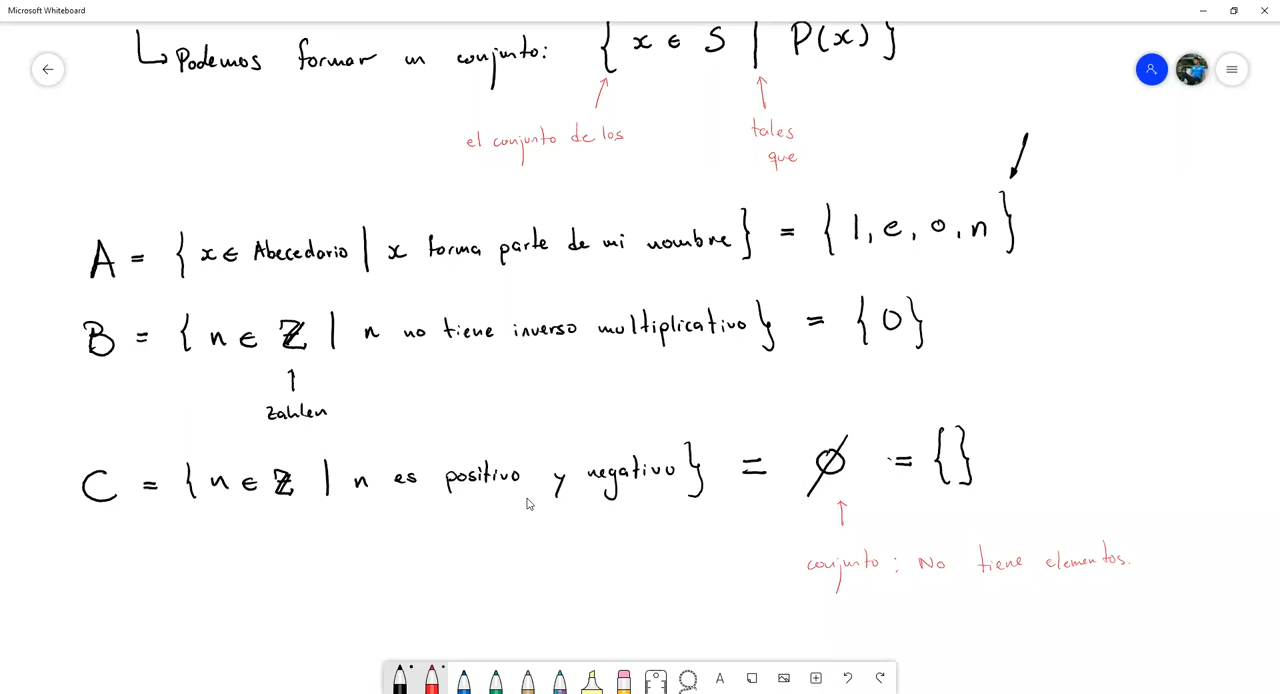 Microsoft Whiteboard
↳ Podemos formar un conjunto: { x ∈ S | P(x) }
el conjunto de los
tales
que
A = { x ∈ Abecedario | x forma parte de mi nombre } = { l, e, o, n }
B = { n ∈ ℤ | n no tiene inverso multiplicativo } = { 0 }
Zahlen
C = { n ∈ ℤ | n es positivo y negativo } = ∅ := { }
conjunto: No tiene elementos.
A